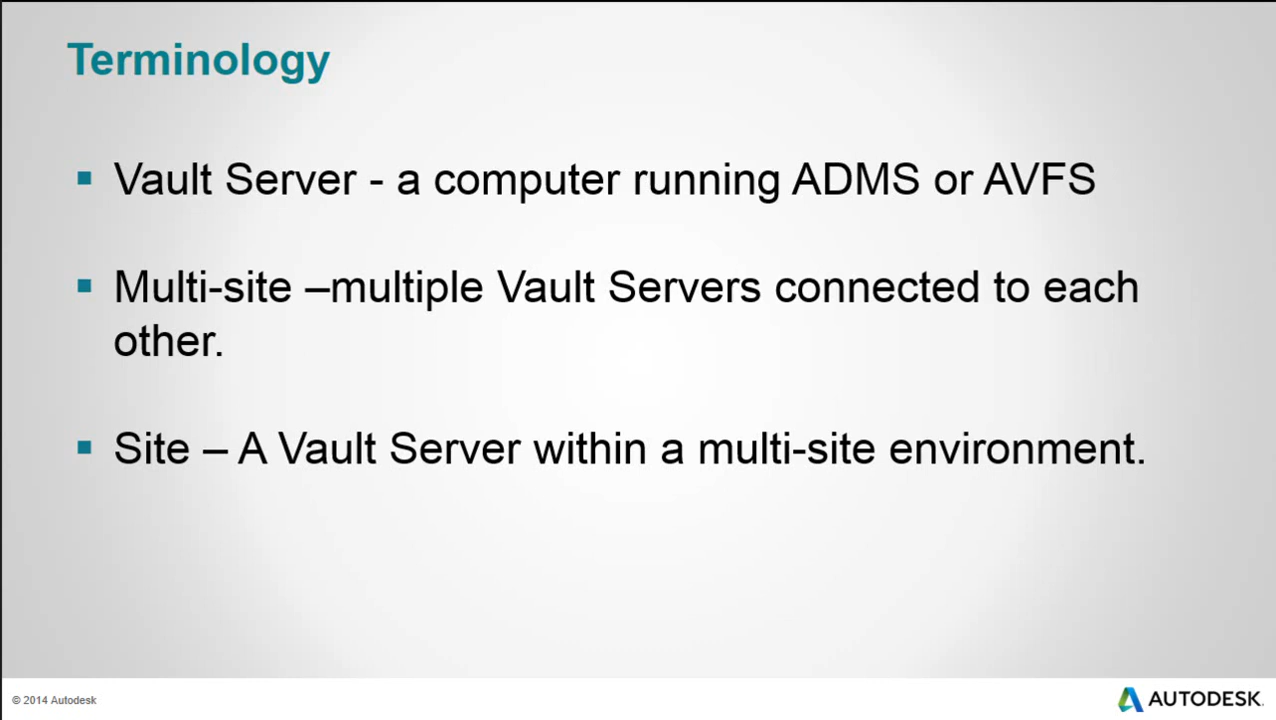 Terminology
Vault Server - a computer running ADMS or AVFS
Multi-site –multiple Vault Servers connected to each
other.
Site – A Vault Server within a multi-site environment.
© 2014 Autodesk
AUTODESK.